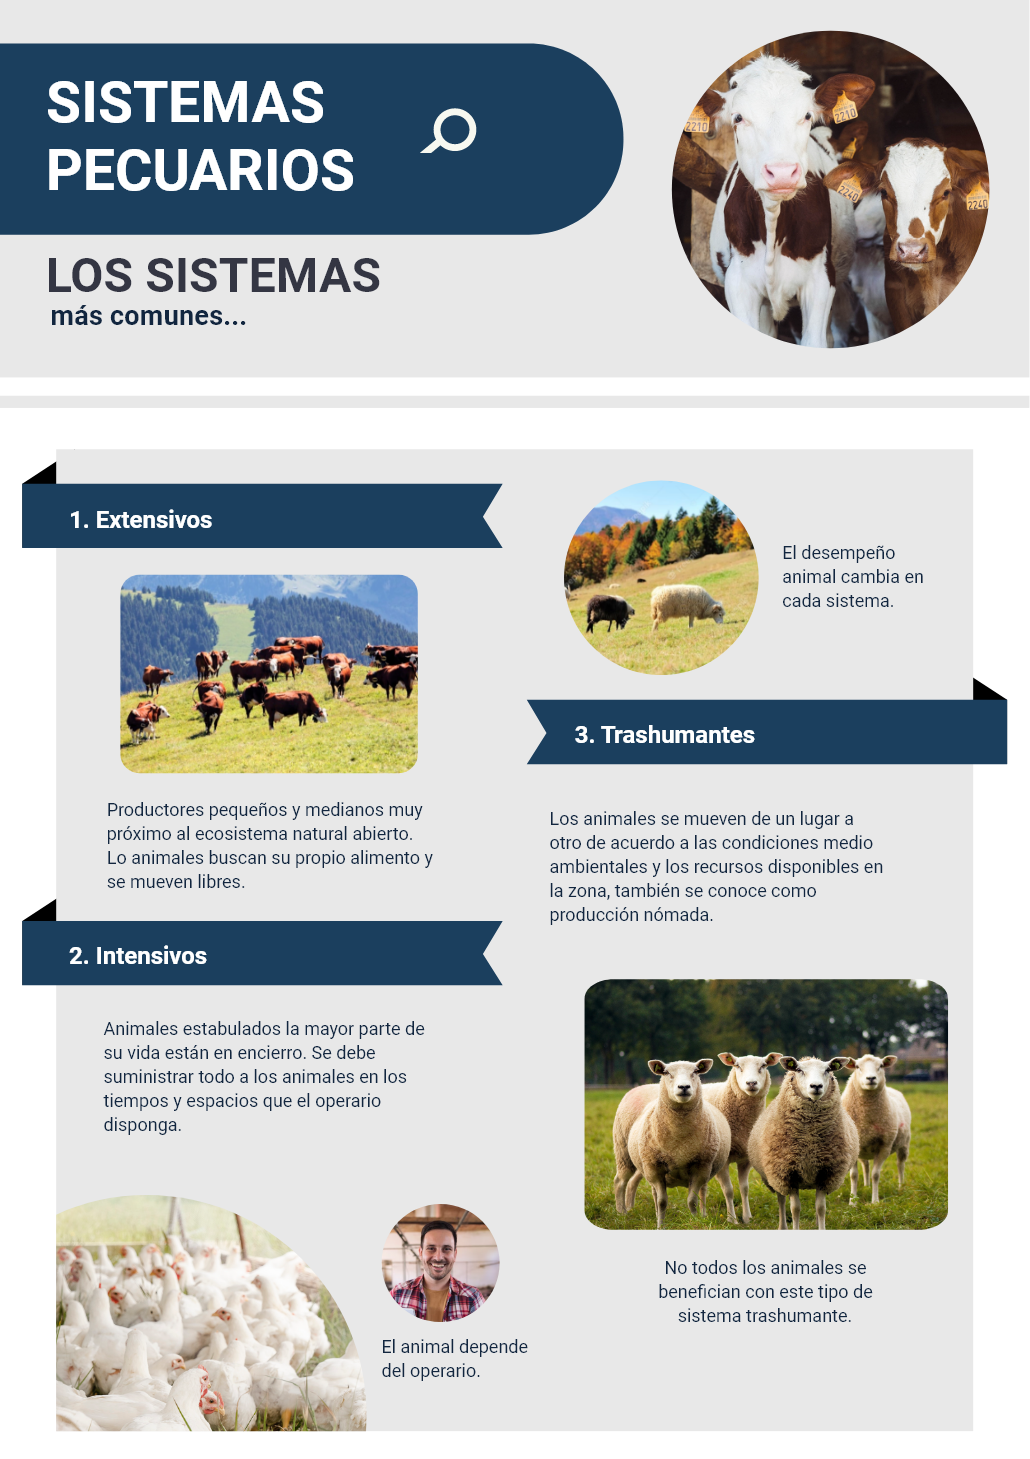 SISTEMAS
PECUARIOS
LOS SISTEMAS
más comunes...
2210
2210
2240
2240
1. Extensivos
Productores pequeños y medianos muy
próximo al ecosistema natural abierto.
Lo animales buscan su propio alimento y
se mueven libres.
2. Intensivos
Animales estabulados la mayor parte de
su vida están en encierro. Se debe
suministrar todo a los animales en los
tiempos y espacios que el operario
disponga.
El animal depende
del operario.
El desempeño
animal cambia en
cada sistema.
3. Trashumantes
Los animales se mueven de un lugar a
otro de acuerdo a las condiciones medio
ambientales y los recursos disponibles en
la zona, también se conoce como
producción nómada.
No todos los animales se
benefician con este tipo de
sistema trashumante.